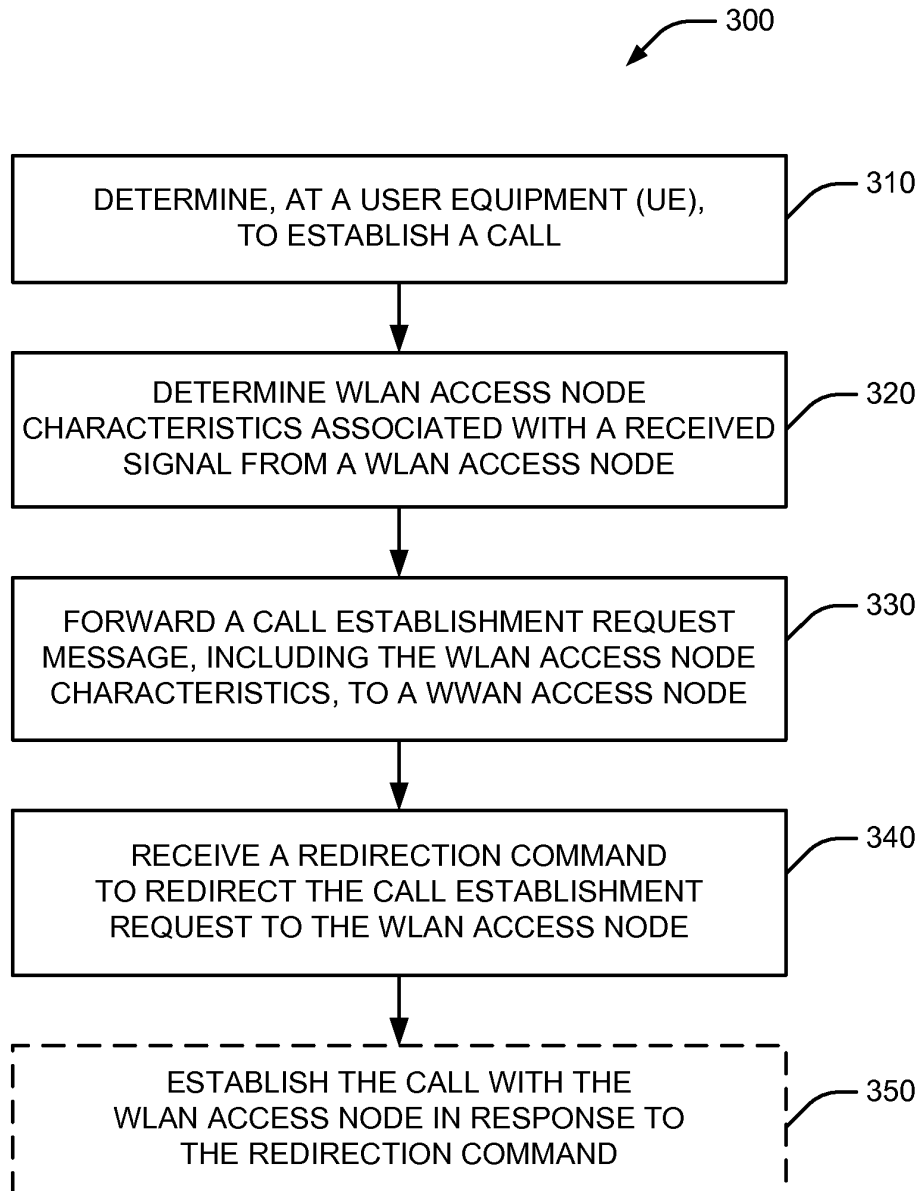 300
DETERMINE, AT A USER EQUIPMENT (UE),
TO ESTABLISH A CALL
310
DETERMINE WLAN ACCESS NODE
CHARACTERISTICS ASSOCIATED WITH A RECEIVED
SIGNAL FROM A WLAN ACCESS NODE
320
FORWARD A CALL ESTABLISHMENT REQUEST
MESSAGE, INCLUDING THE WLAN ACCESS NODE
CHARACTERISTICS, TO A WWAN ACCESS NODE
330
RECEIVE A REDIRECTION COMMAND
TO REDIRECT THE CALL ESTABLISHMENT
REQUEST TO THE WLAN ACCESS NODE
340
ESTABLISH THE CALL WITH THE
WLAN ACCESS NODE IN RESPONSE TO
THE REDIRECTION COMMAND
350